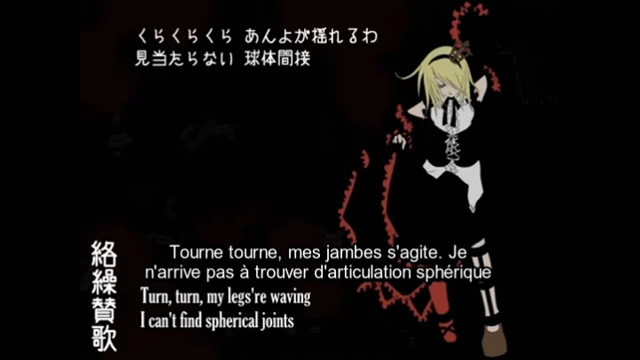 くらくらくら あんよが揺れるわ
見当たらない 球体間接
絡繰賛歌
Tourne tourne, mes jambes s'agite. Je
n'arrive pas à trouver d'articulation sphérique
Turn, turn, my legs're waving
I can't find spherical joints